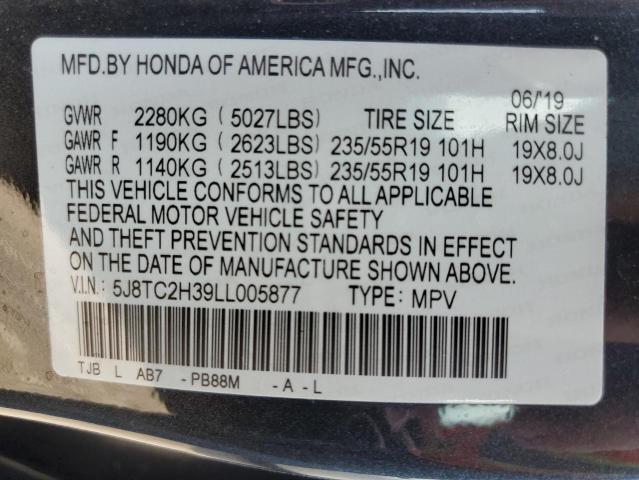 MFD.BY HONDA OF AMERICA MFG.,INC.
06/'19
GVWR 2280KG (5027LBS) TIRE SIZE RIM SIZE
GAWR F 1190KG (2623LBS) 235/55R19 101H 19X8.0J
GAWR R 1140KG (2513LBS) 235/55R19 101H 19X8.0J
THIS VEHICLE CONFORMS TO ALL APPLICABLE
FEDERAL MOTOR VEHICLE SAFETY
AND THEFT PREVENTION STANDARDS IN EFFECT
ON THE DATE OF MANUFACTURE SHOWN ABOVE.
V.I.N.: 5J8TC2H39LL005877 TYPE: MPV
TJB L AB7 -PB88M -A-L